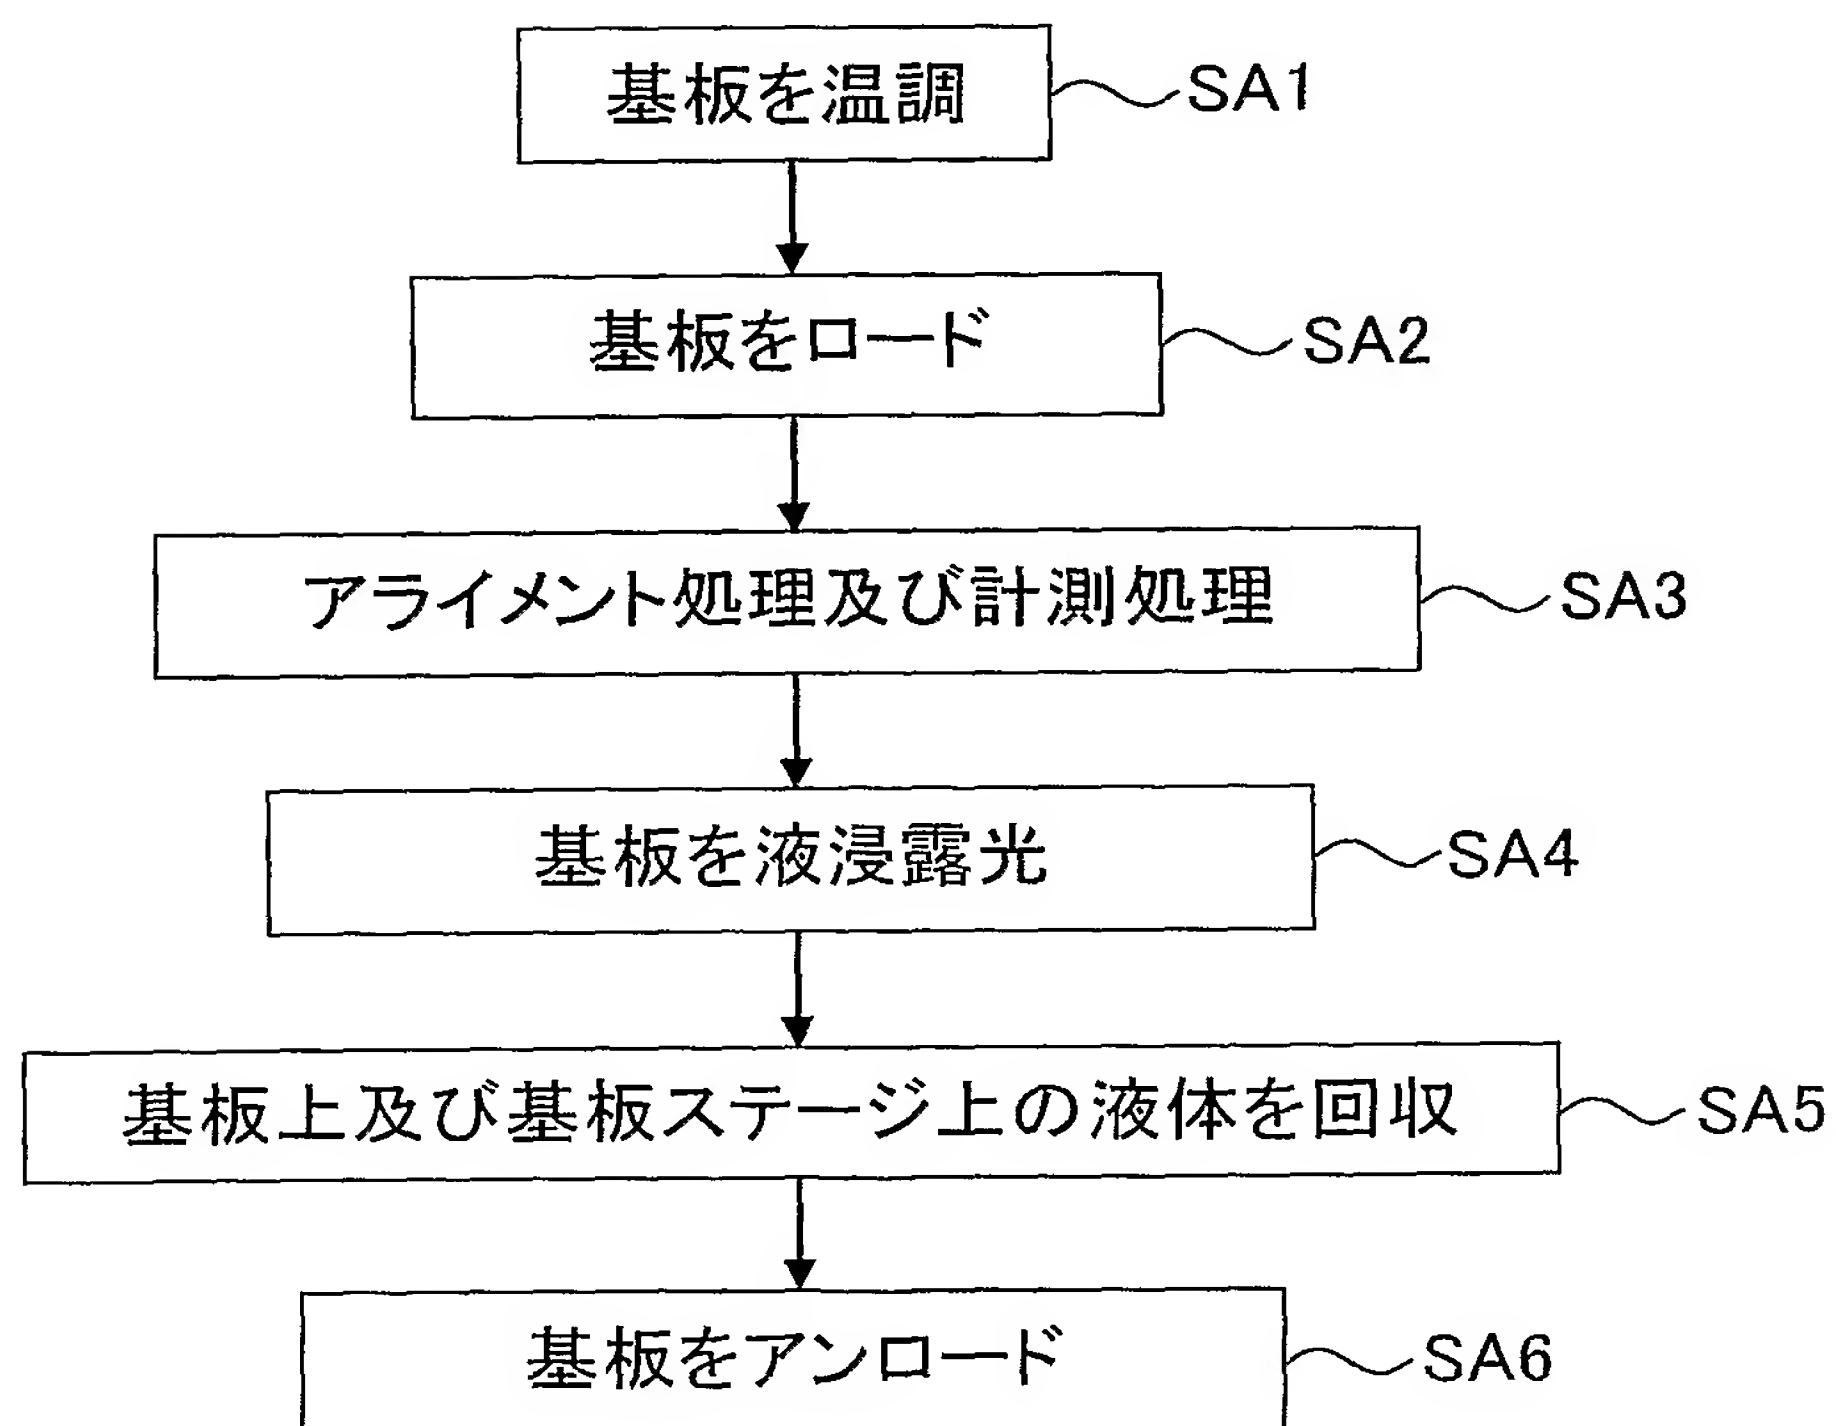 基板を温調 SA1
基板をロード SA2
アライメント処理及び計測処理 SA3
基板を液浸露光 SA4
基板上及び基板ステージ上の液体を回収 SA5
基板をアンロード SA6